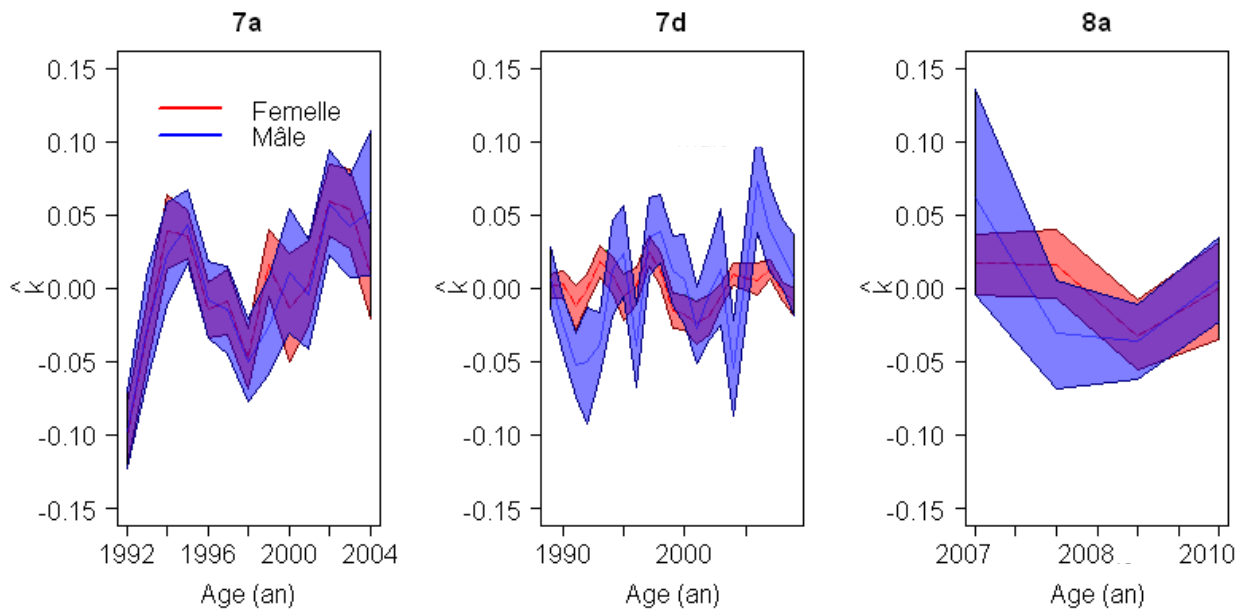 7a 7d 8a
0.15 0.15 0.15
Femelle
Mâle
0.10 0.10 0.10
0.05 0.05 0.05
0.00 0.00 0.00
k̂ k̂ k̂
-0.05 -0.05 -0.05
-0.10 -0.10 -0.10
-0.15 -0.15 -0.15
1992 1996 2000 2004 1990 2000 2007 2008 2010
Age (an) Age (an) Age (an)